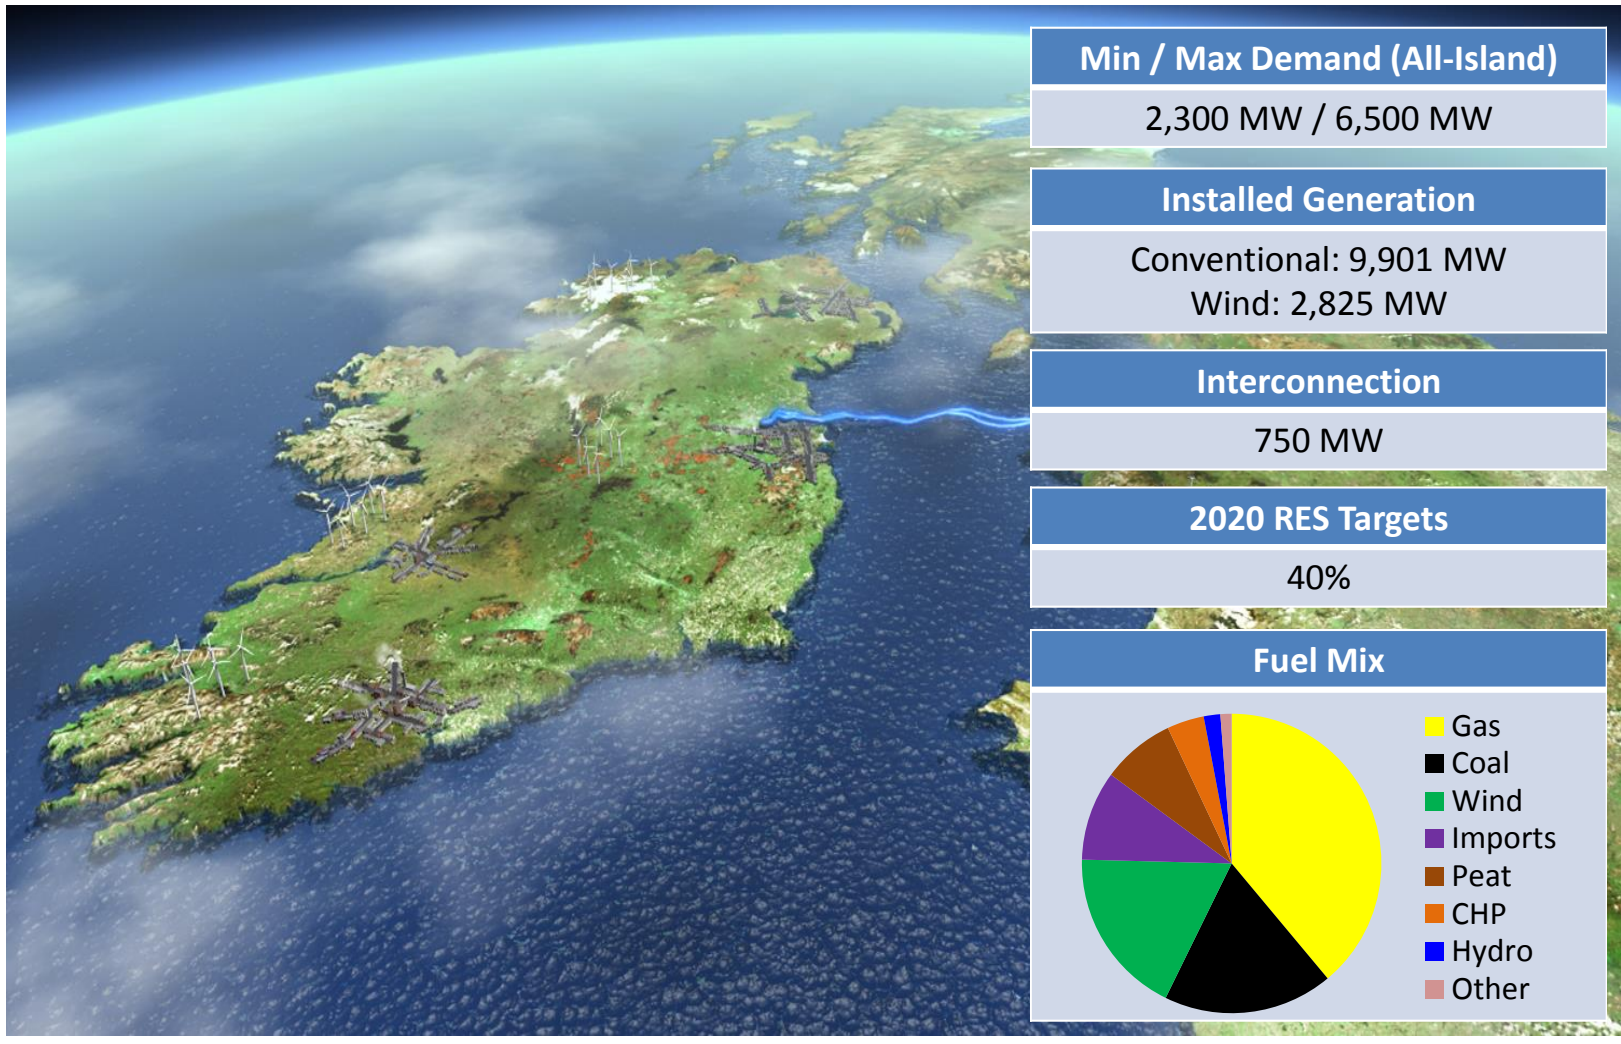 Min / Max Demand (All-Island)
2,300 MW / 6,500 MW
Installed Generation
Conventional: 9,901 MW
Wind: 2,825 MW
Interconnection
750 MW
2020 RES Targets
40%
Fuel Mix
Gas
Coal
Wind
Imports
Peat
CHP
Hydro
Other